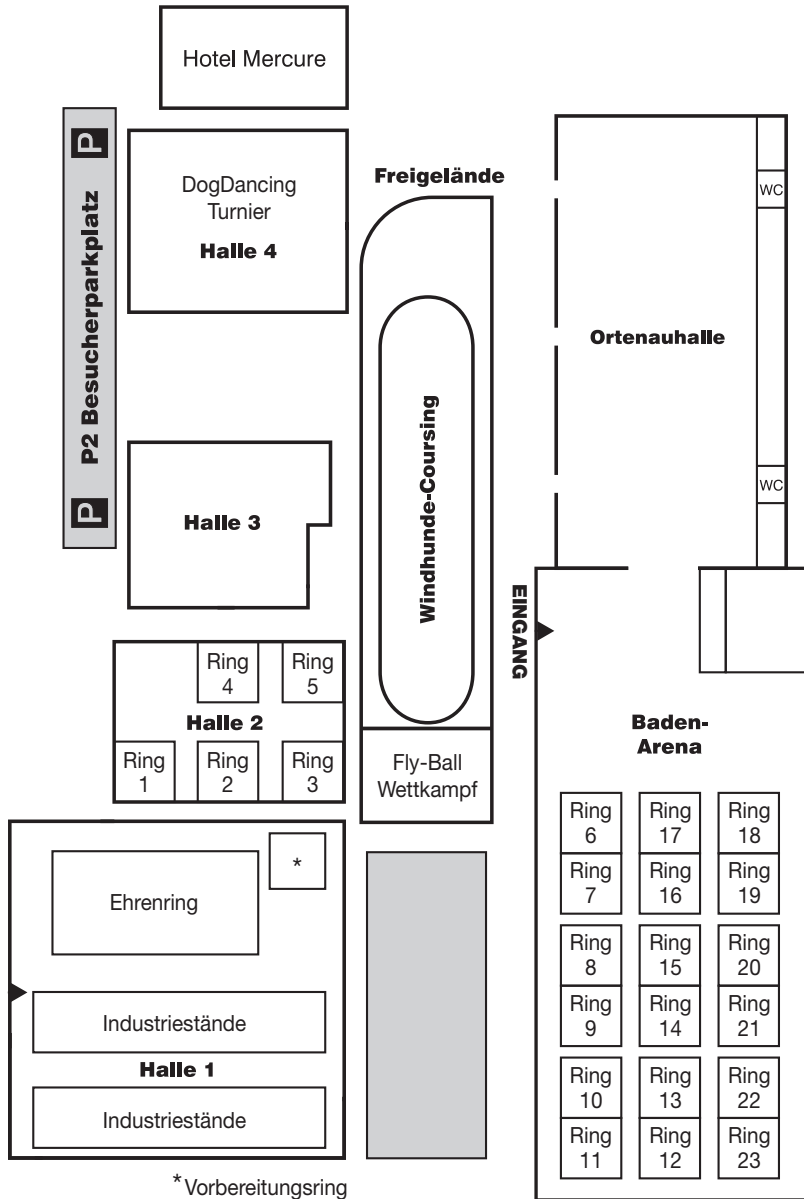 Hotel Mercure
P
P2 Besucherparkplatz
P
DogDancing
Turnier
Halle 4
Freigelände
Windhunde-Coursing
Ortenauhalle
WC
WC
Halle 3
EINGANG
Ring
4
Ring
5
Halle 2
Ring
1
Ring
2
Ring
3
Fly-Ball
Wettkampf
Baden-
Arena
Ring
6
Ring
17
Ring
18
Ring
7
Ring
16
Ring
19
Ring
8
Ring
15
Ring
20
Ring
9
Ring
14
Ring
21
Ring
10
Ring
13
Ring
22
Ring
11
Ring
12
Ring
23
*
Ehrenring
Industriestände
Halle 1
Industriestände
*Vorbereitungsring